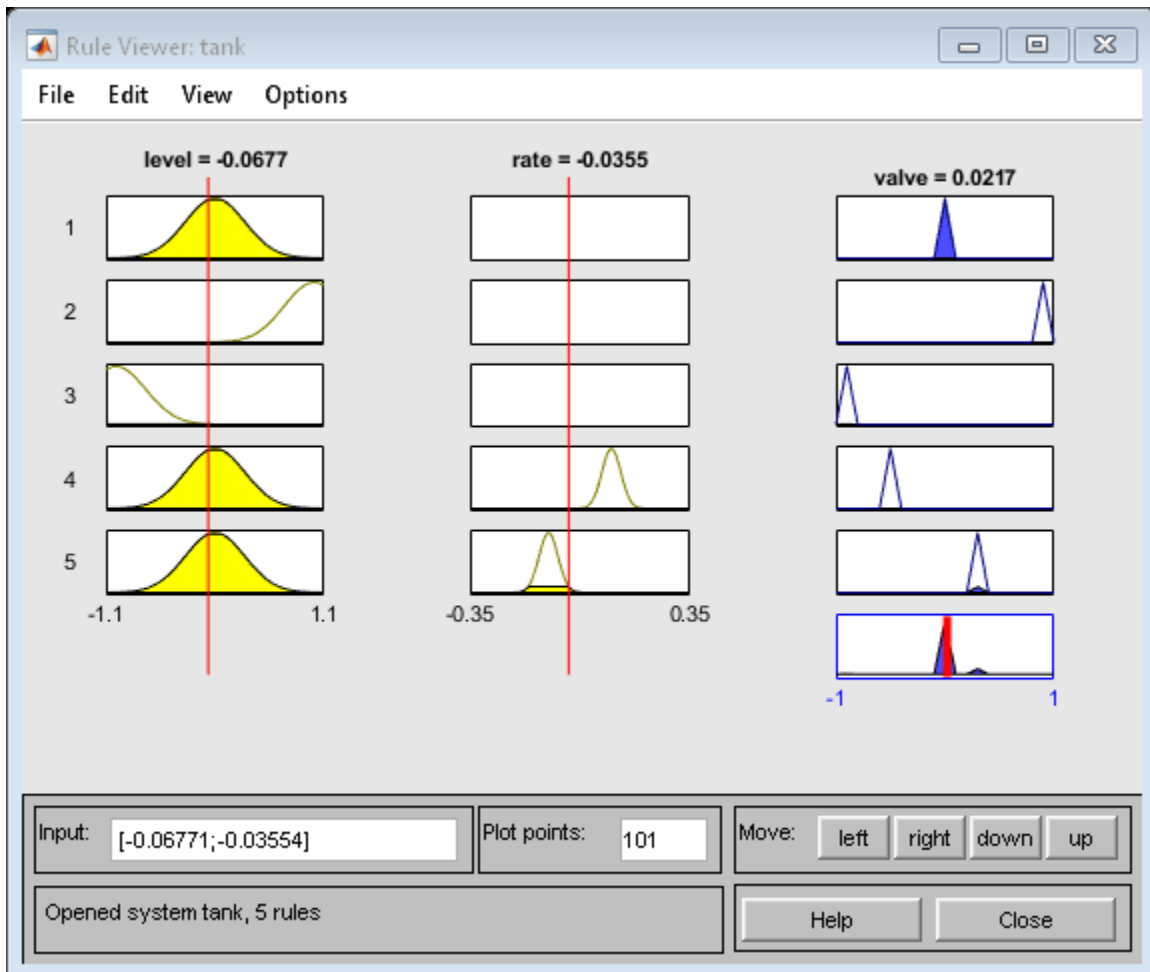 Rule Viewer: tank
File Edit View Options
level = -0.0677 rate = -0.0355 valve = 0.0217
1
2
3
4
5
-1.1 1.1 -0.35 0.35
-1 1
Input: [-0.06771;-0.03554] Plot points: 101 Move: left right down up
Opened system tank, 5 rules Help Close